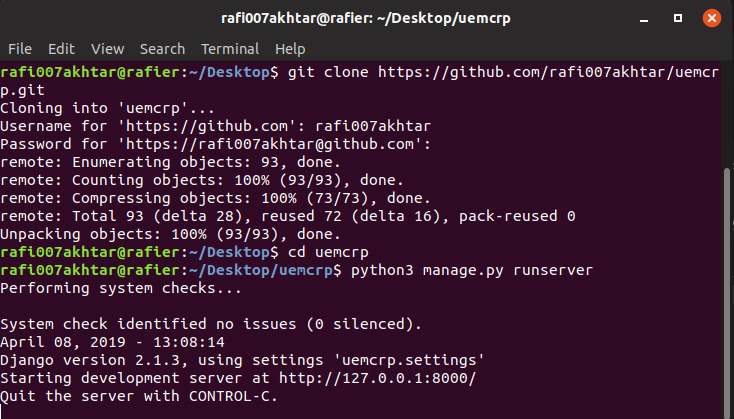 rafi007akhtar@rafier: ~/Desktop/uemcrp
File Edit View Search Terminal Help
rafi007akhtar@rafier:~/Desktop$ git clone https://github.com/rafi007akhtar/uemcr
p.git
Cloning into 'uemcrp'...
Username for 'https://github.com': rafi007akhtar
Password for 'https://rafi007akhtar@github.com':
remote: Enumerating objects: 93, done.
remote: Counting objects: 100% (93/93), done.
remote: Compressing objects: 100% (73/73), done.
remote: Total 93 (delta 28), reused 72 (delta 16), pack-reused 0
Unpacking objects: 100% (93/93), done.
rafi007akhtar@rafier:~/Desktop$ cd uemcrp
rafi007akhtar@rafier:~/Desktop/uemcrp$ python3 manage.py runserver
Performing system checks...
System check identified no issues (0 silenced).
April 08, 2019 - 13:08:14
Django version 2.1.3, using settings 'uemcrp.settings'
Starting development server at http://127.0.0.1:8000/
Quit the server with CONTROL-C.